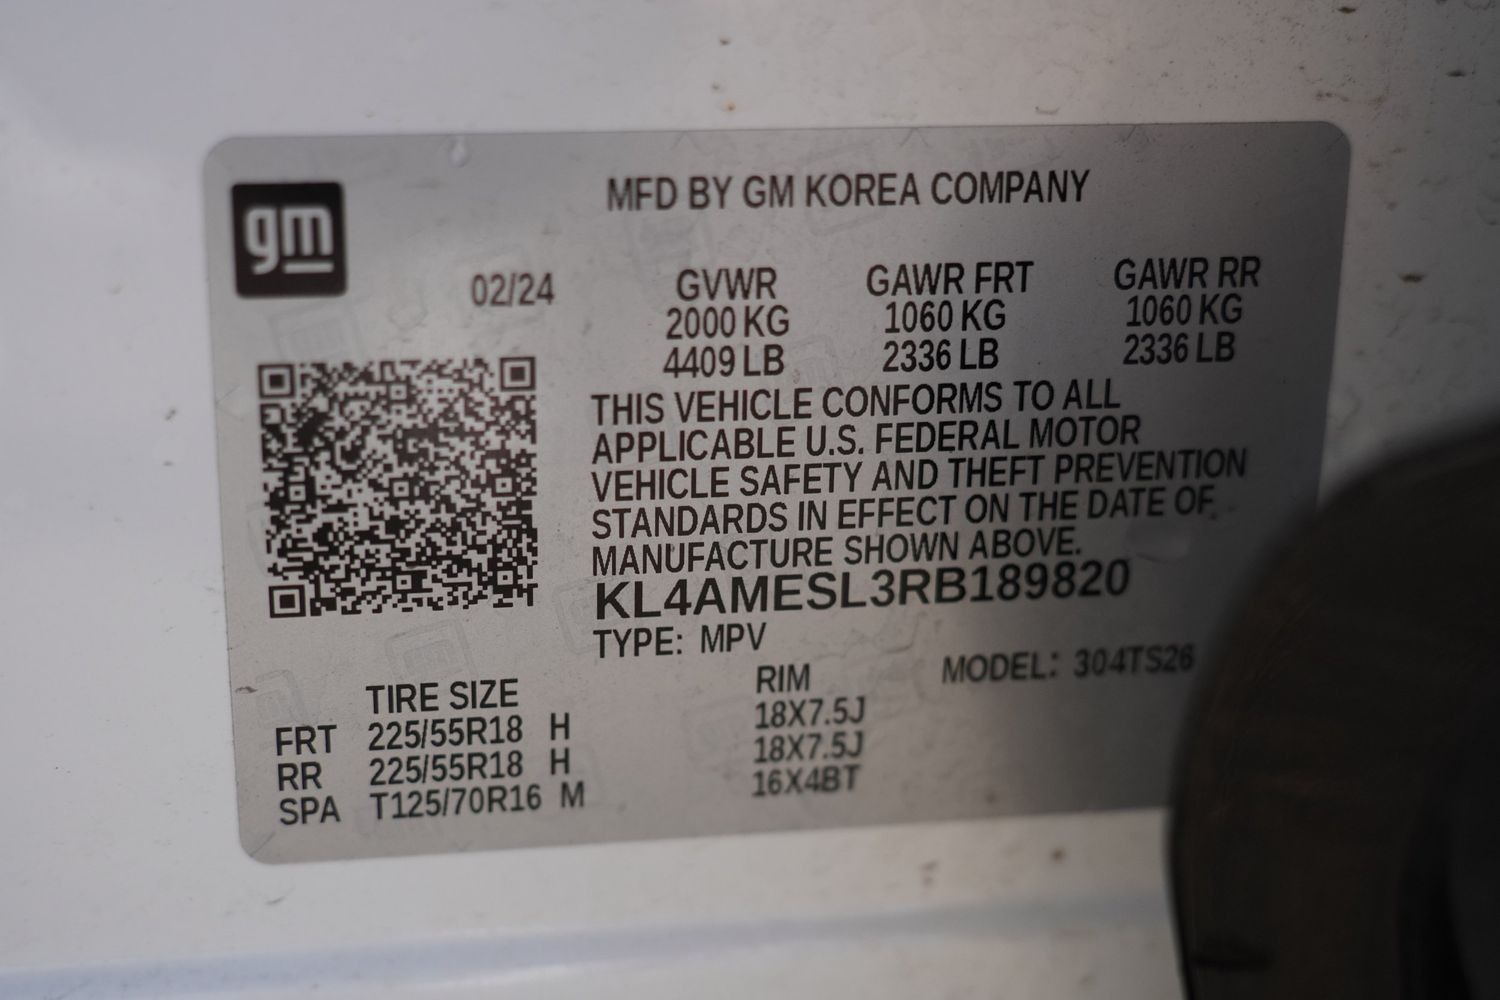 gm
MFD BY GM KOREA COMPANY
02/24 GVWR GAWR FRT GAWR RR
2000 KG 1060 KG 1060 KG
4409 LB 2336 LB 2336 LB
THIS VEHICLE CONFORMS TO ALL
APPLICABLE U.S. FEDERAL MOTOR
VEHICLE SAFETY AND THEFT PREVENTION
STANDARDS IN EFFECT ON THE DATE OF
MANUFACTURE SHOWN ABOVE.
KL4AMESL3RB189820
TYPE: MPV
MODEL: 304TS26
TIRE SIZE RIM
FRT 225/55R18 H 18X7.5J
RR 225/55R18 H 18X7.5J
SPA T125/70R16 M 16X4BT